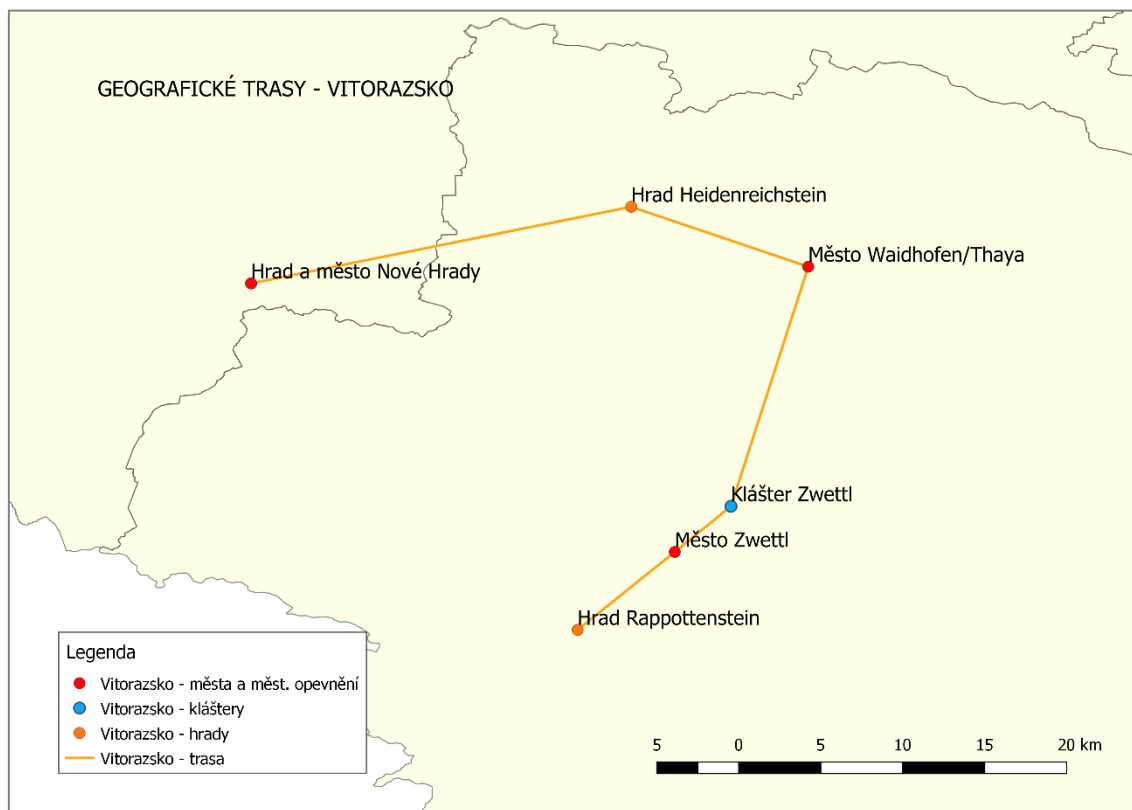 GEOGRAFICKÉ TRASY - VITORAZSKO
Hrad Heidenreichstein
Město Waidhofen/Thaya
Hrad a město Nové Hrady
Klášter Zwettl
Město Zwettl
Hrad Rappottenstein
Legenda
Vitorazsko - města a měst. opevnění
Vitorazsko - kláštery
Vitorazsko - hrady
Vitorazsko - trasa
5 0 5 10 15 20 km